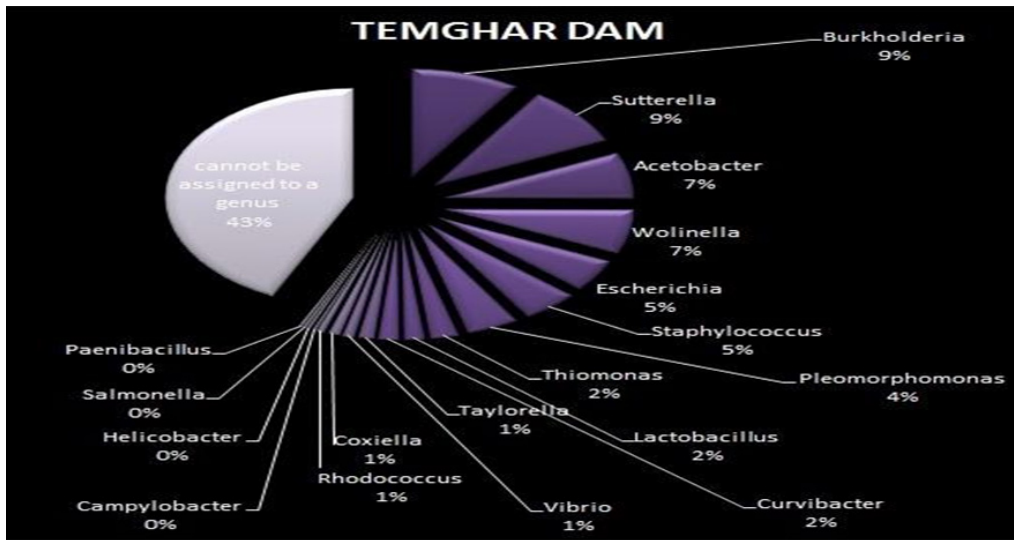 TEMGHAR DAM
Burkholderia
9%
Sutterella
9%
Acetobacter
7%
Wolinella
7%
Escherichia
5%
Staphylococcus
5%
Pleomorphomonas
4%
Thiomonas
2%
Lactobacillus
2%
Curvibacter
2%
Taylorella
1%
Vibrio
1%
Coxiella
1%
Rhodococcus
1%
Campylobacter
0%
Helicobacter
0%
Salmonella
0%
Paenibacillus
0%
cannot be
assigned to a
genus
43%